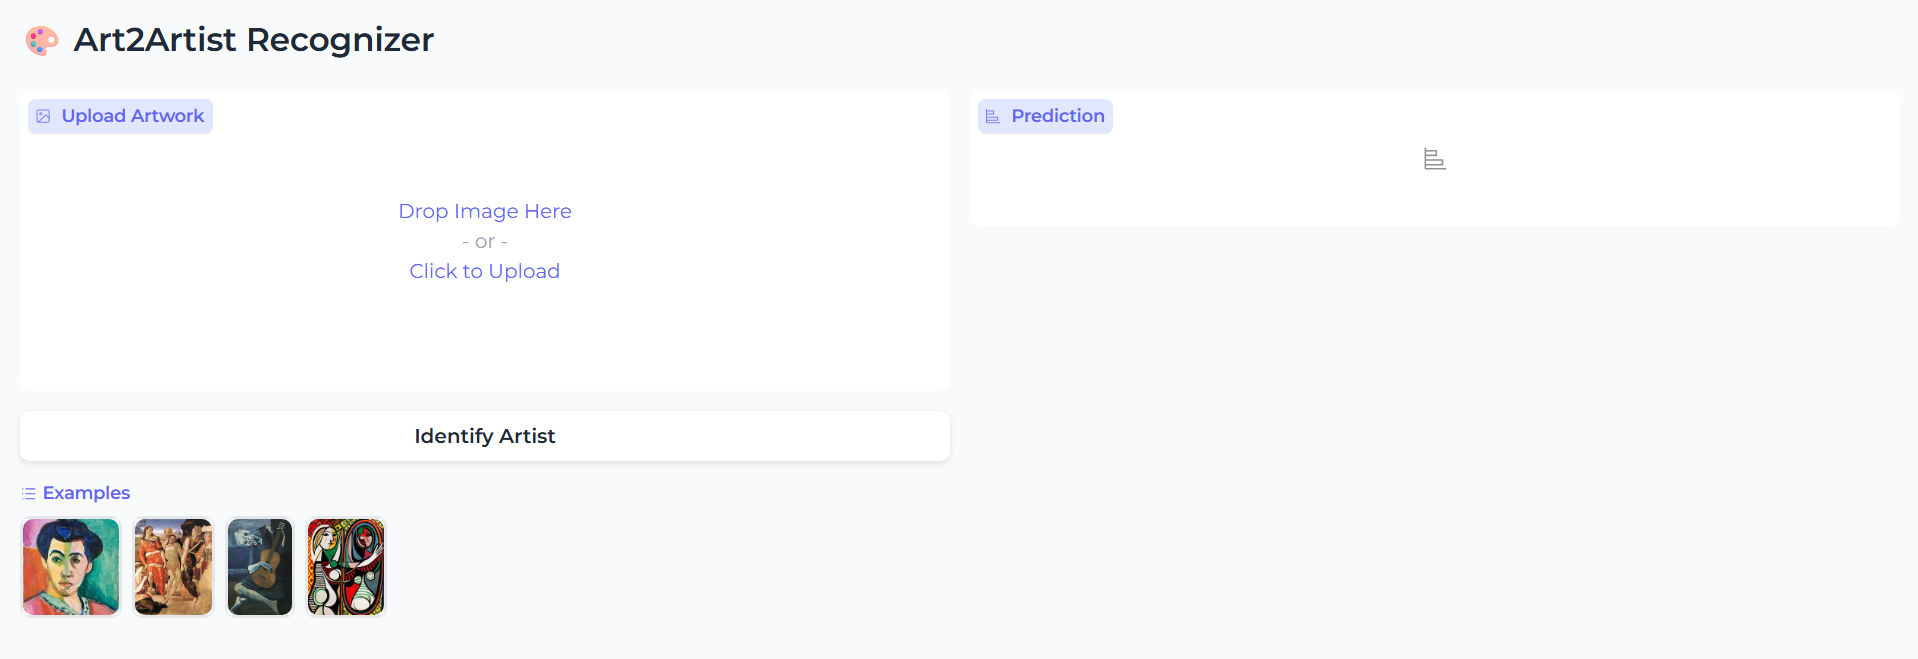 Art2Artist Recognizer
Upload Artwork
Drop Image Here
- or -
Click to Upload
Identify Artist
Examples
Prediction